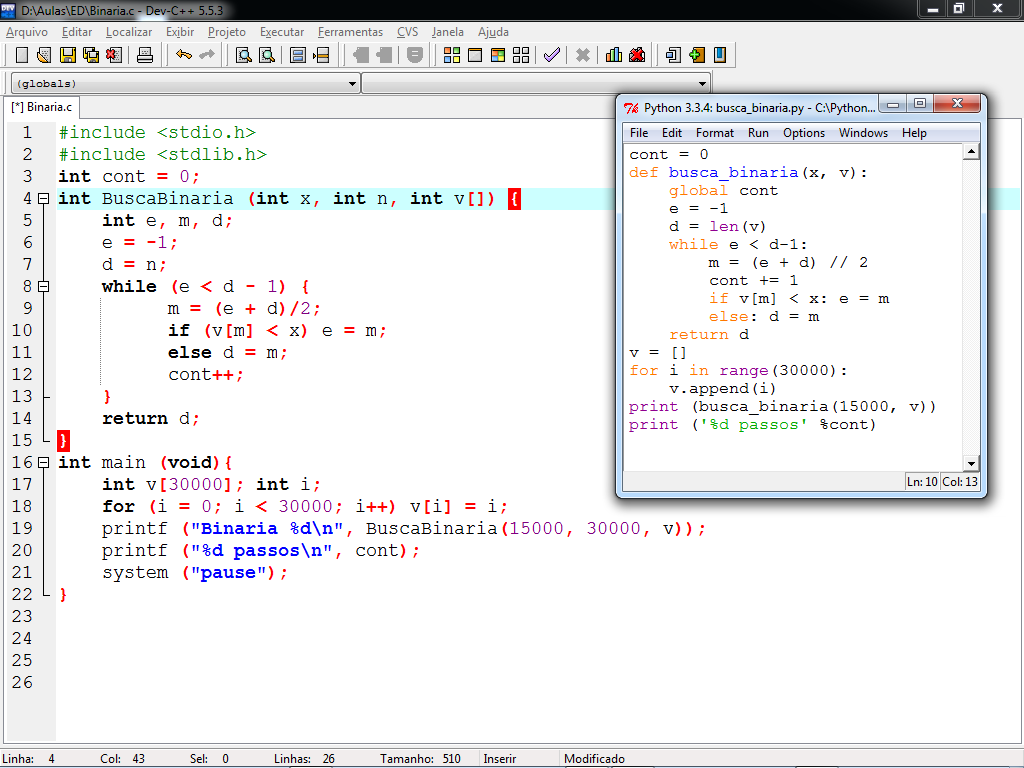 D:\Aulas\ED\Binaria.c - Dev-C++ 5.5.3
Arquivo Editar Localizar Exibir Projeto Executar Ferramentas CVS Janela Ajuda
(globals)
[*] Binaria.c
1 #include <stdio.h>
2 #include <stdlib.h>
3 int cont = 0;
4 int BuscaBinaria (int x, int n, int v[]) {
5 int e, m, d;
6 e = -1;
7 d = n;
8 while (e < d - 1) {
9 m = (e + d)/2;
10 if (v[m] < x) e = m;
11 else d = m;
12 cont++;
13 }
14 return d;
15 }
16 int main (void){
17 int v[30000]; int i;
18 for (i = 0; i < 30000; i++) v[i] = i;
19 printf ("Binaria %d\n", BuscaBinaria(15000, 30000, v));
20 printf ("%d passos\n", cont);
21 system ("pause");
22 }
23
24
25
26
Linha: 4 Col: 43 Sel: 0 Linhas: 26 Tamanho: 510 Inserir Modificado
Python 3.3.4: busca_binaria.py - C:\Python...
File Edit Format Run Options Windows Help
cont = 0
def busca_binaria(x, v):
global cont
e = -1
d = len(v)
while e < d-1:
m = (e + d) // 2
cont += 1
if v[m] < x: e = m
else: d = m
return d
v = []
for i in range(30000):
v.append(i)
print (busca_binaria(15000, v))
print ('%d passos' %cont)
Ln: 10 Col: 13